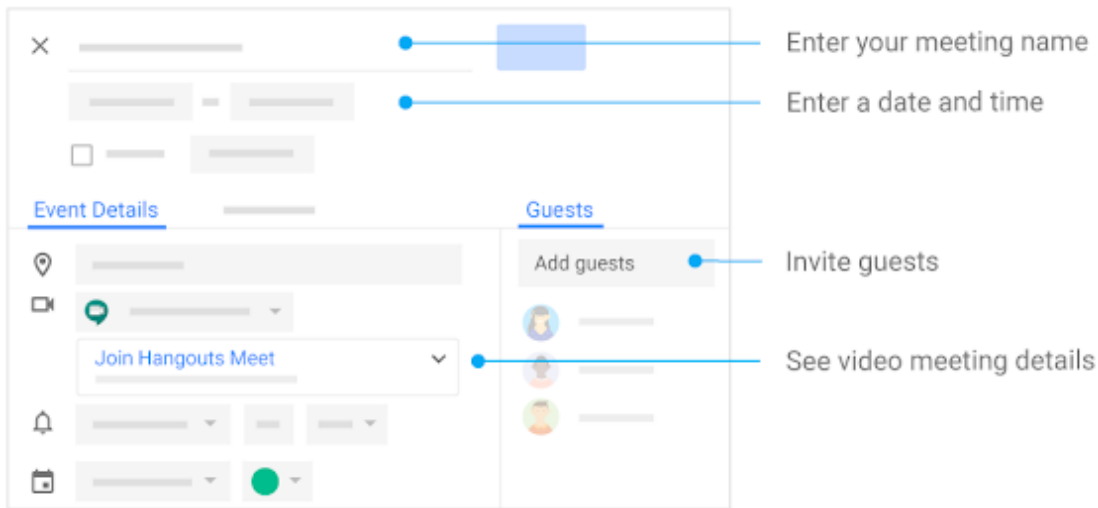 Enter your meeting name
Enter a date and time
Event Details
Guests
Add guests
Invite guests
Join Hangouts Meet
See video meeting details